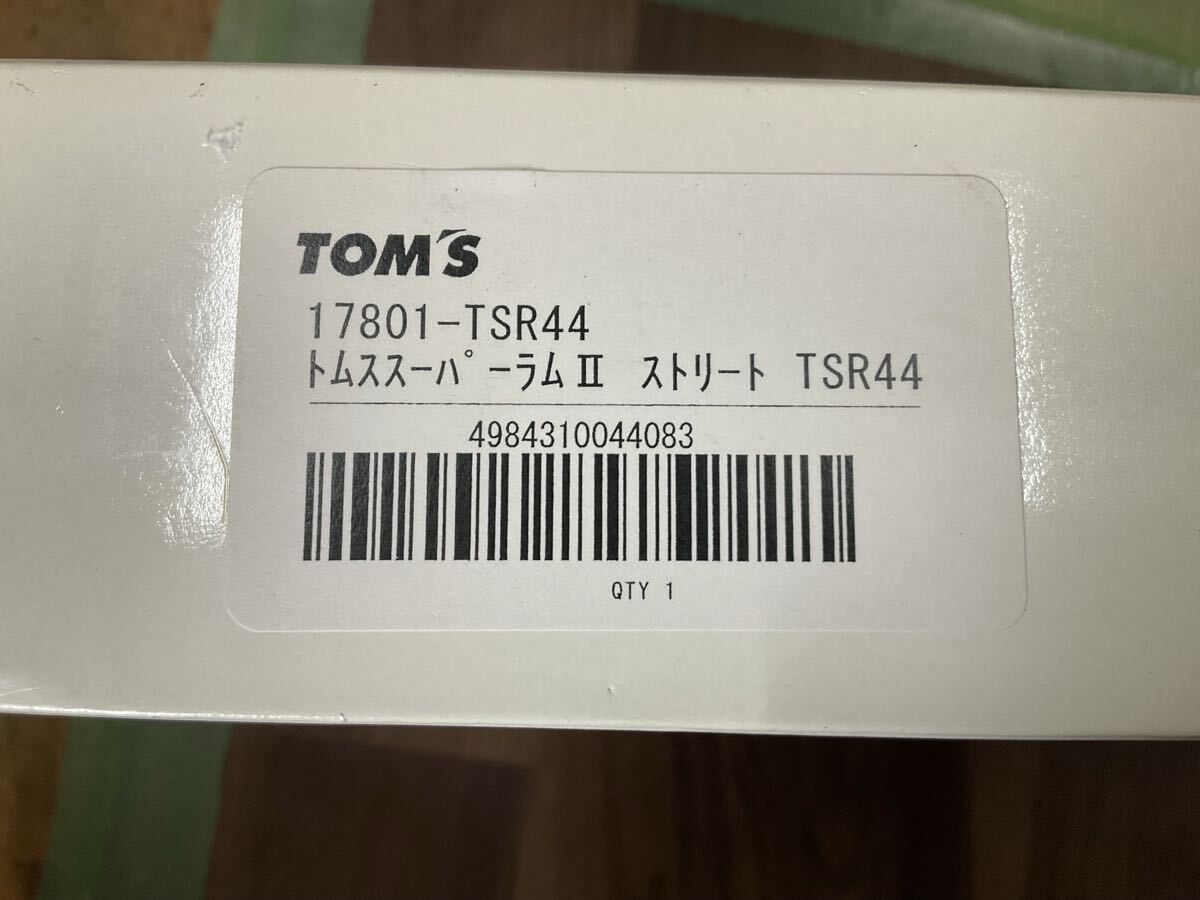 TOM'S
17801-TSR44
ﾄﾑｽｽｰﾊﾟｰﾗﾑⅡ ｽﾄﾘｰﾄ TSR44
4984310044083
QTY 1